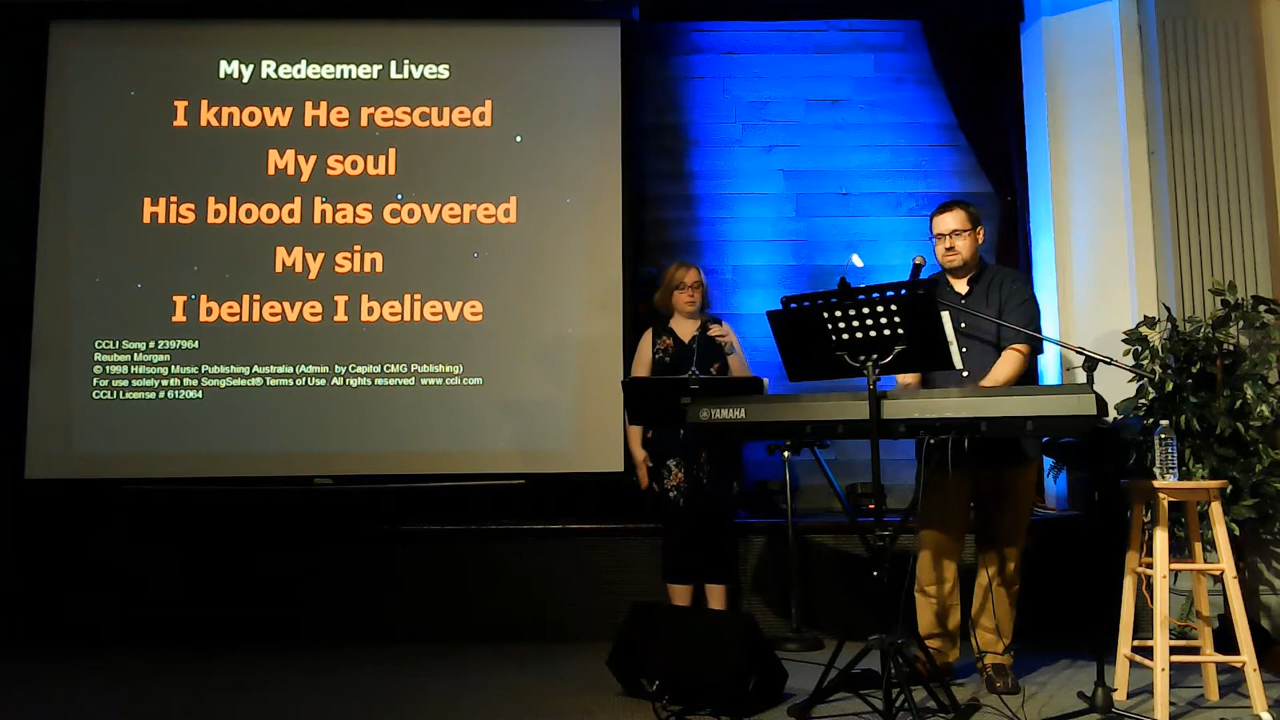 My Redeemer Lives
I know He rescued
My soul
His blood has covered
My sin
I believe I believe
CCLI Song # 2397964
Reuben Morgan
© 1998 Hillsong Music Publishing Australia (Admin. by Capitol CMG Publishing)
For use solely with the SongSelect® Terms of Use. All rights reserved. www.ccli.com
CCLI License # 612064
YAMAHA